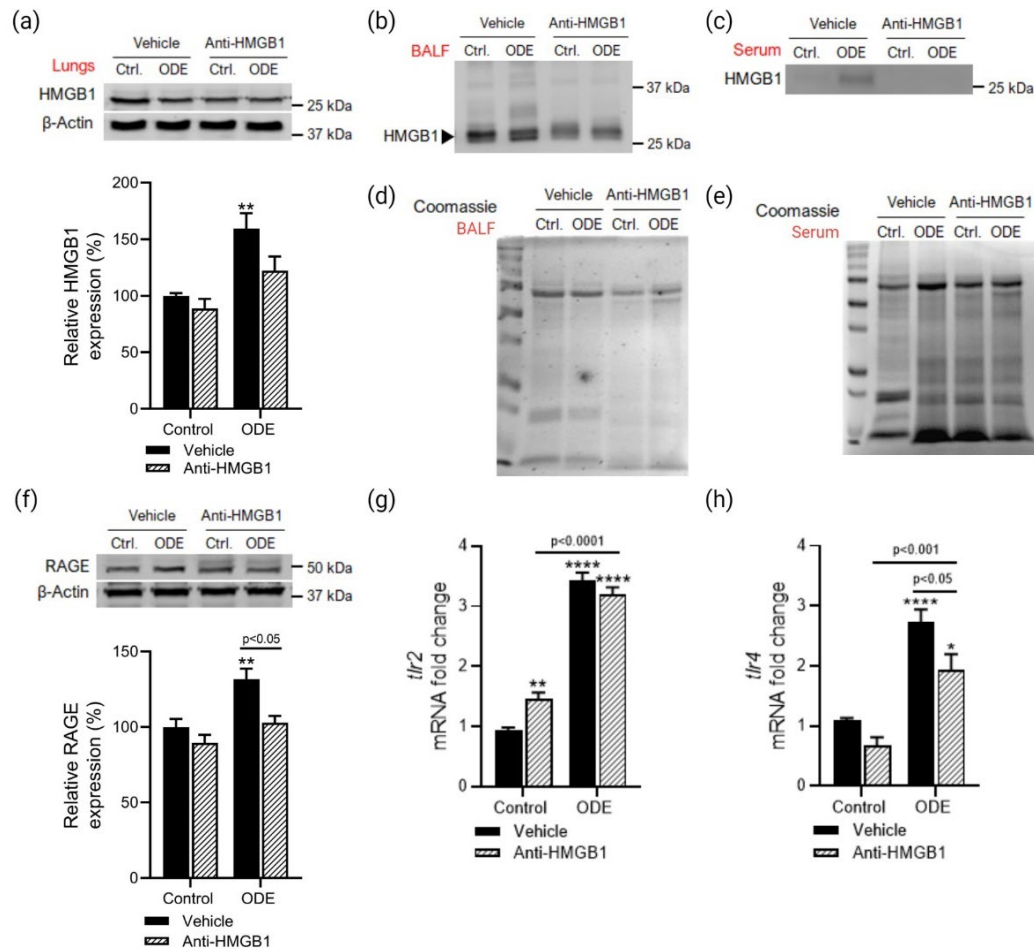 (a)
Vehicle Anti-HMGB1
Lungs Ctrl. ODE Ctrl. ODE
HMGB1
25 kDa
β-Actin
37 kDa
200
150
100
50
0
Relative HMGB1
expression (%)
**
Control ODE
Vehicle
Anti-HMGB1
(b)
Vehicle Anti-HMGB1
BALF Ctrl. ODE Ctrl. ODE
37 kDa
HMGB1
25 kDa
(c)
Vehicle Anti-HMGB1
Serum Ctrl. ODE Ctrl. ODE
HMGB1
25 kDa
(d)
Vehicle Anti-HMGB1
Coomassie
BALF
Ctrl. ODE Ctrl. ODE
(e)
Vehicle Anti-HMGB1
Coomassie
Serum
Ctrl. ODE Ctrl. ODE
(f)
Vehicle Anti-HMGB1
Ctrl. ODE Ctrl. ODE
RAGE
50 kDa
β-Actin
37 kDa
150
100
50
0
Relative RAGE
expression (%)
p<0.05
**
Control ODE
Vehicle
Anti-HMGB1
(g)
4
3
2
1
0
tlr2
mRNA fold change
p<0.0001
**** ****
**
Control ODE
Vehicle
Anti-HMGB1
(h)
4
3
2
1
0
tlr4
mRNA fold change
p<0.001
p<0.05
****
*
Control ODE
Vehicle
Anti-HMGB1